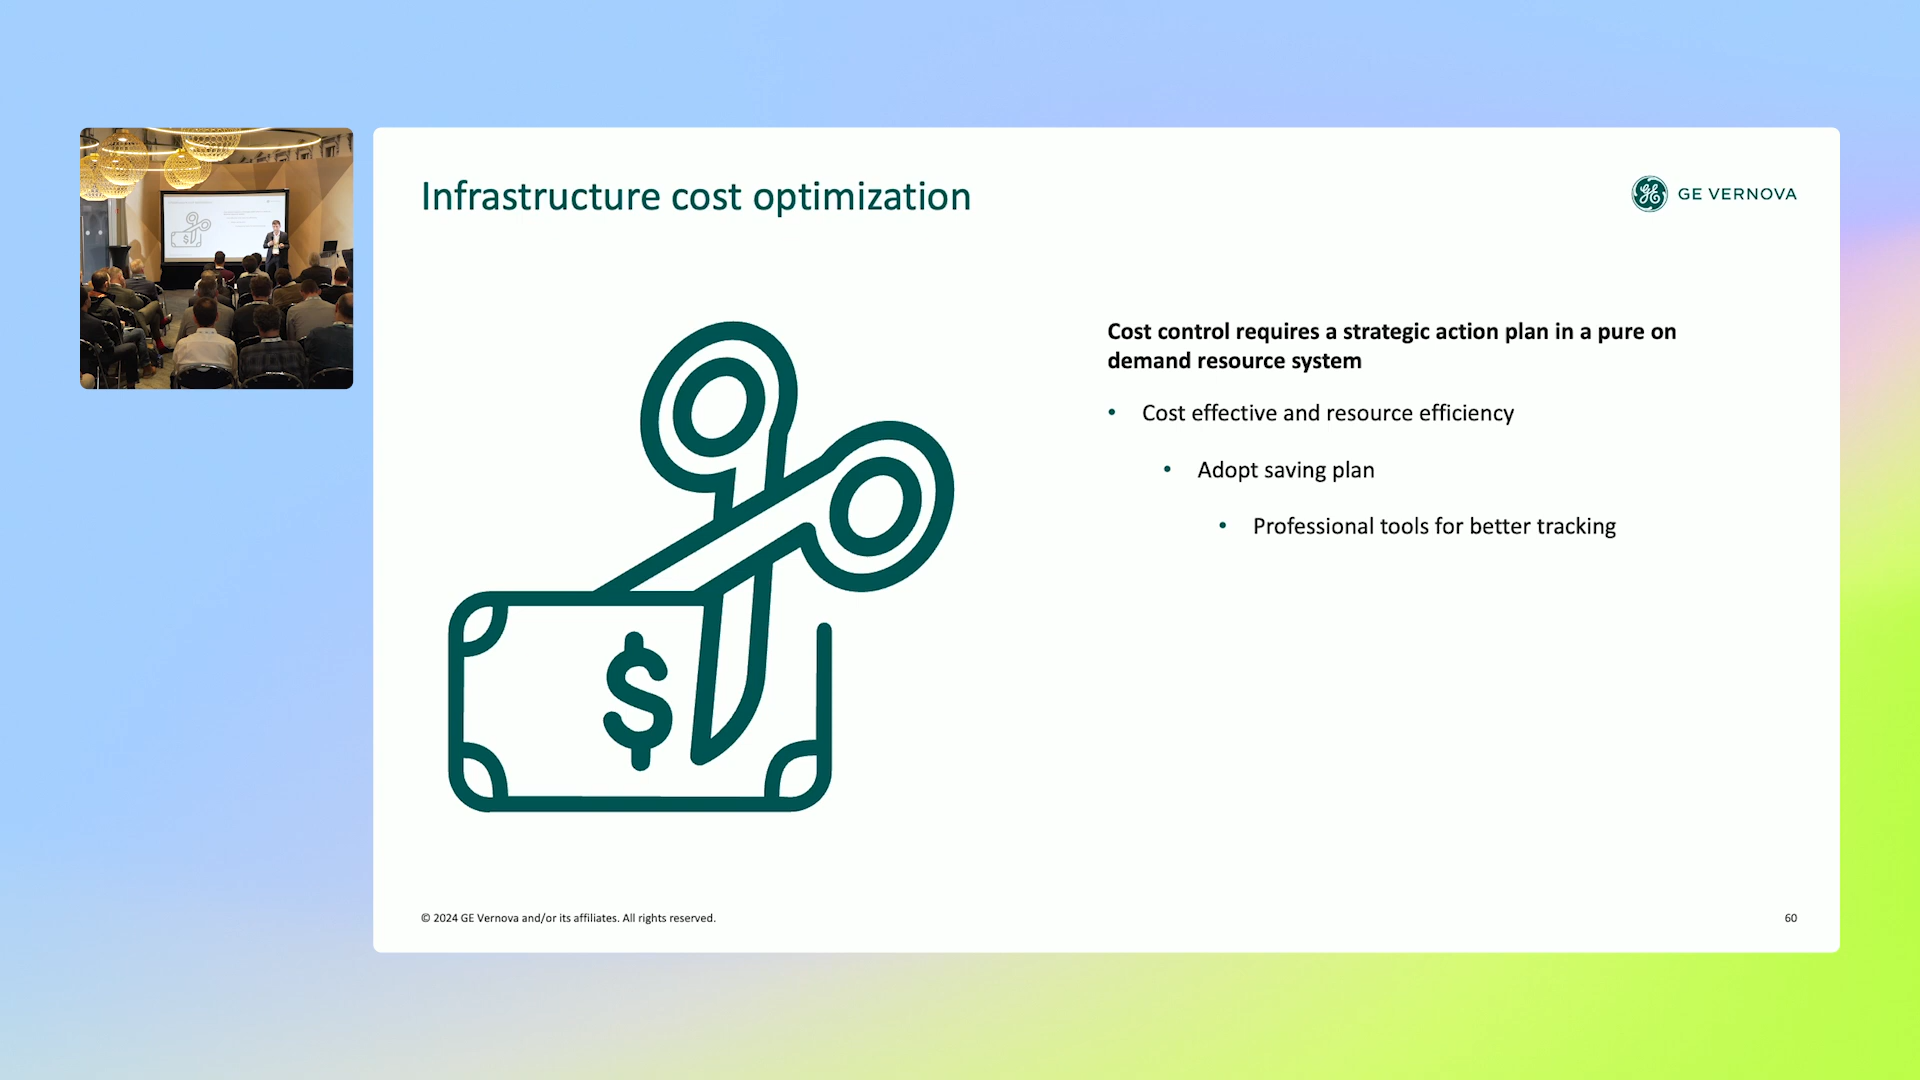 Infrastructure cost optimization
GE VERNOVA
Cost control requires a strategic action plan in a pure on
demand resource system
• Cost effective and resource efficiency
• Adopt saving plan
• Professional tools for better tracking
$
© 2024 GE Vernova and/or its affiliates. All rights reserved.
60